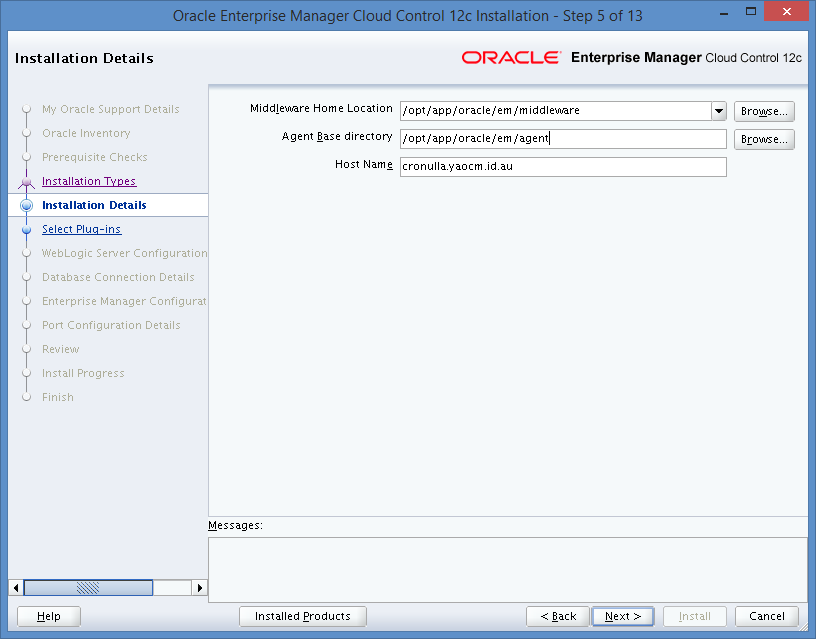 Oracle Enterprise Manager Cloud Control 12c Installation - Step 5 of 13
Installation Details
ORACLE Enterprise Manager Cloud Control 12c
My Oracle Support Details
Oracle Inventory
Prerequisite Checks
Installation Types
Installation Details
Select Plug-ins
WebLogic Server Configuration
Database Connection Details
Enterprise Manager Configurat
Port Configuration Details
Review
Install Progress
Finish
Middleware Home Location /opt/app/oracle/em/middleware Browse...
Agent Base directory /opt/app/oracle/em/agent Browse...
Host Name cronulla.yaocm.id.au
Messages:
Help Installed Products < Back Next > Install Cancel